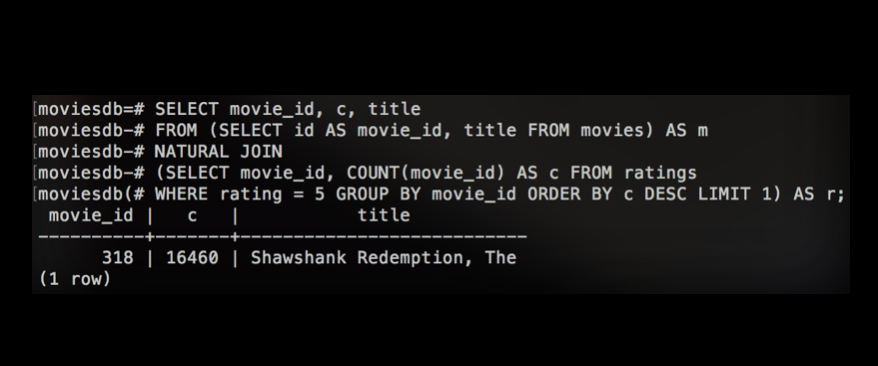 [moviesdb=# SELECT movie_id, c, title
[moviesdb-# FROM (SELECT id AS movie_id, title FROM movies) AS m
[moviesdb-# NATURAL JOIN
[moviesdb-# (SELECT movie_id, COUNT(movie_id) AS c FROM ratings
[moviesdb(# WHERE rating = 5 GROUP BY movie_id ORDER BY c DESC LIMIT 1) AS r;
 movie_id |   c   |           title
----------+-------+---------------------------
      318 | 16460 | Shawshank Redemption, The
(1 row)